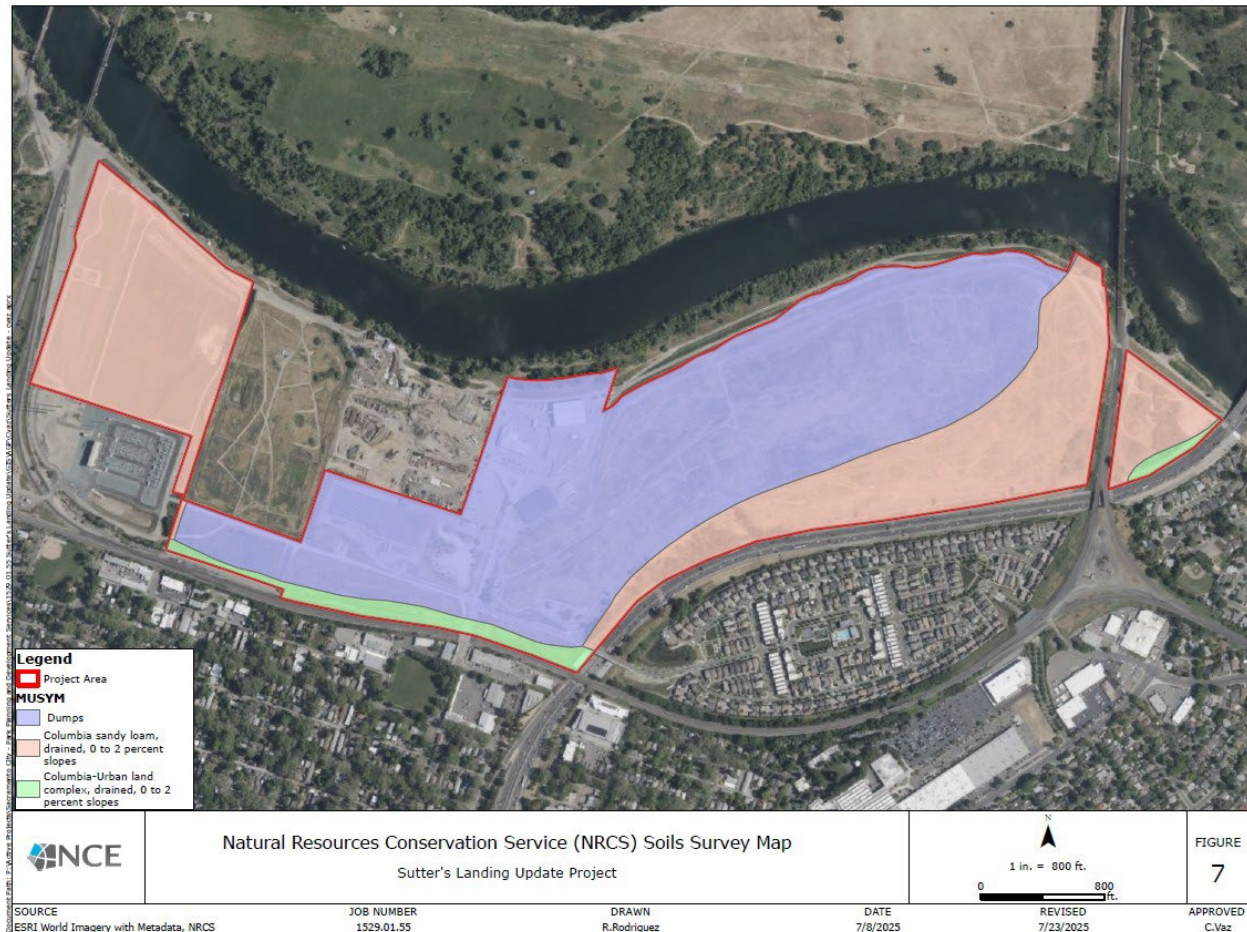 Legend
Project Area
MUSYM
Dumps
Columbia sandy loam,
drained, 0 to 2 percent
slopes
Columbia-Urban land
complex, drained, 0 to 2
percent slopes
NCE
Natural Resources Conservation Service (NRCS) Soils Survey Map
Sutter's Landing Update Project
N
1 in. = 800 ft.
0 800
ft.
FIGURE
7
SOURCE
ESRI World Imagery with Metadata, NRCS
JOB NUMBER
1529.01.55
DRAWN
R.Rodriguez
DATE
7/8/2025
REVISED
7/23/2025
APPROVED
C.Vaz